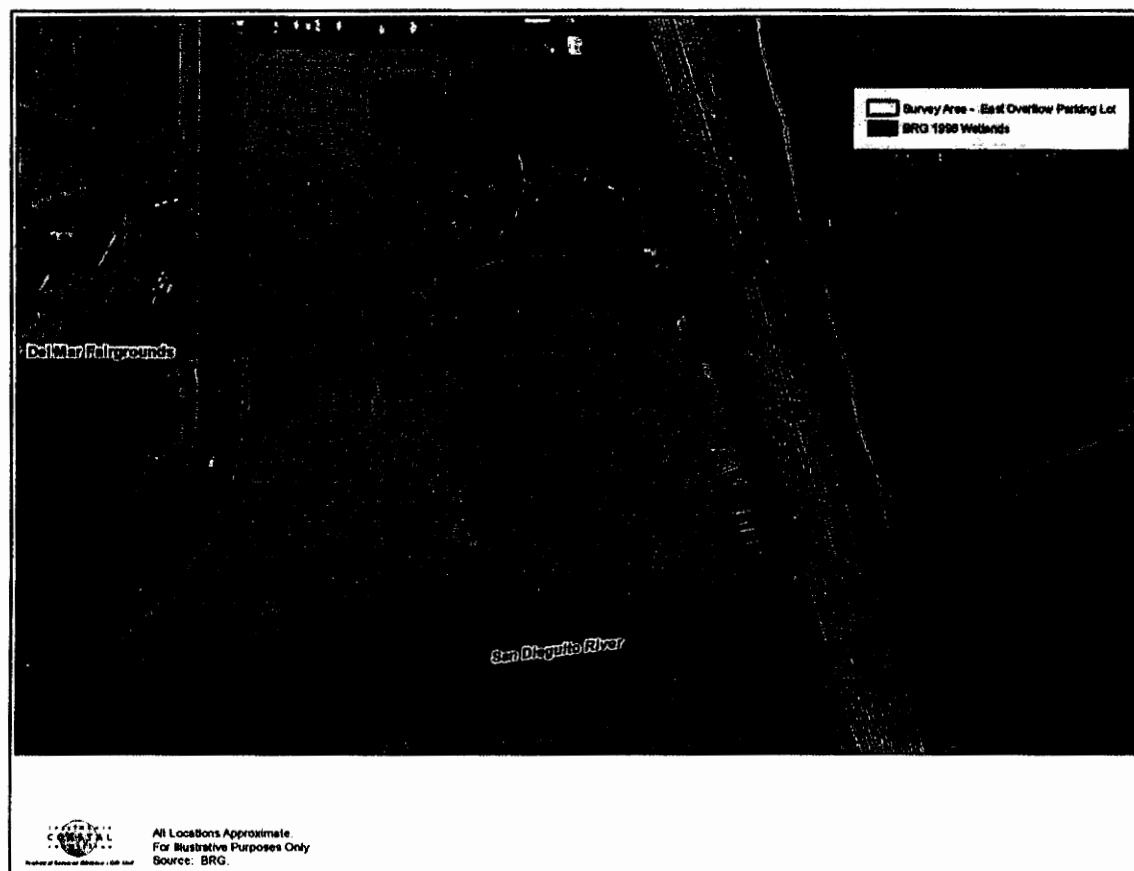 Survey Area - East Overflow Parking Lot
BRG 1998 Wetlands
Del Mar Fairgrounds
San Dieguito River
COASTAL
All Locations Approximate.
For Illustrative Purposes Only
Source: BRG.